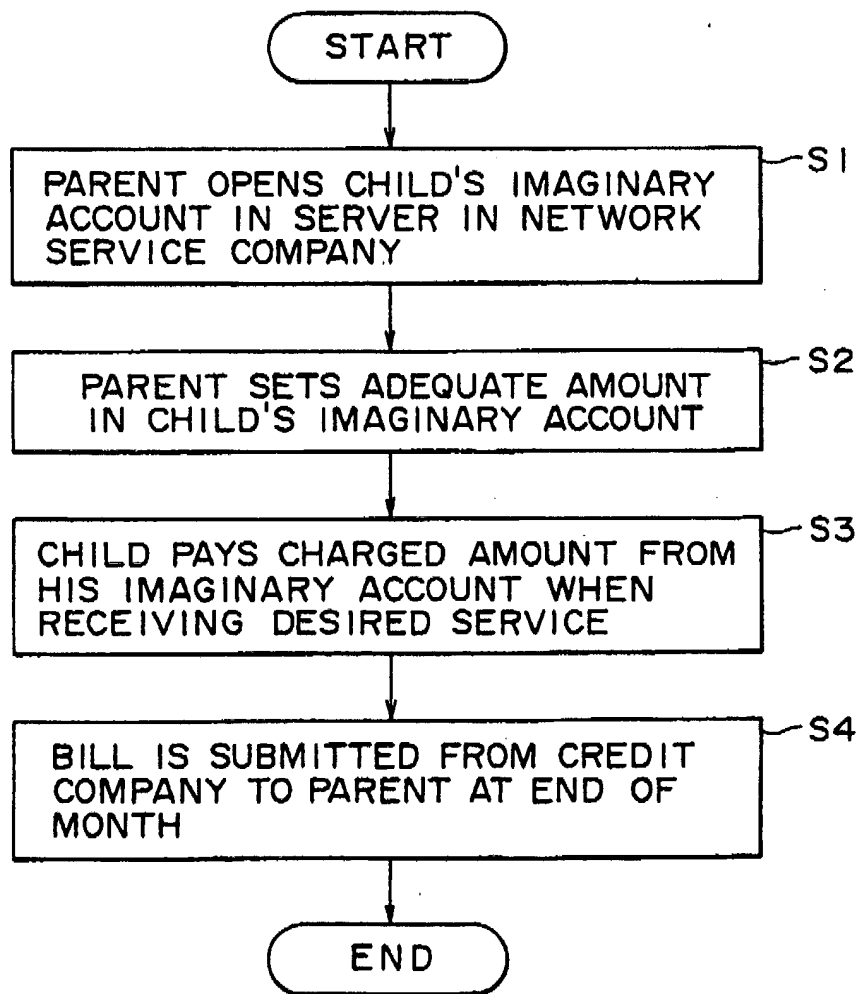 START
S1
PARENT OPENS CHILD'S IMAGINARY
ACCOUNT IN SERVER IN NETWORK
SERVICE COMPANY
S2
PARENT SETS ADEQUATE AMOUNT
IN CHILD'S IMAGINARY ACCOUNT
S3
CHILD PAYS CHARGED AMOUNT FROM
HIS IMAGINARY ACCOUNT WHEN
RECEIVING DESIRED SERVICE
S4
BILL IS SUBMITTED FROM CREDIT
COMPANY TO PARENT AT END OF
MONTH
END